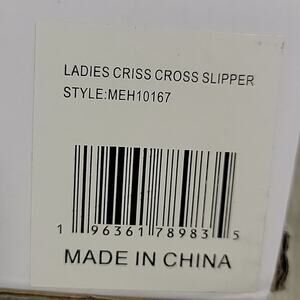 LADIES CRISS CROSS SLIPPER
STYLE:MEH10167
1 96361 78983 5
MADE IN CHINA